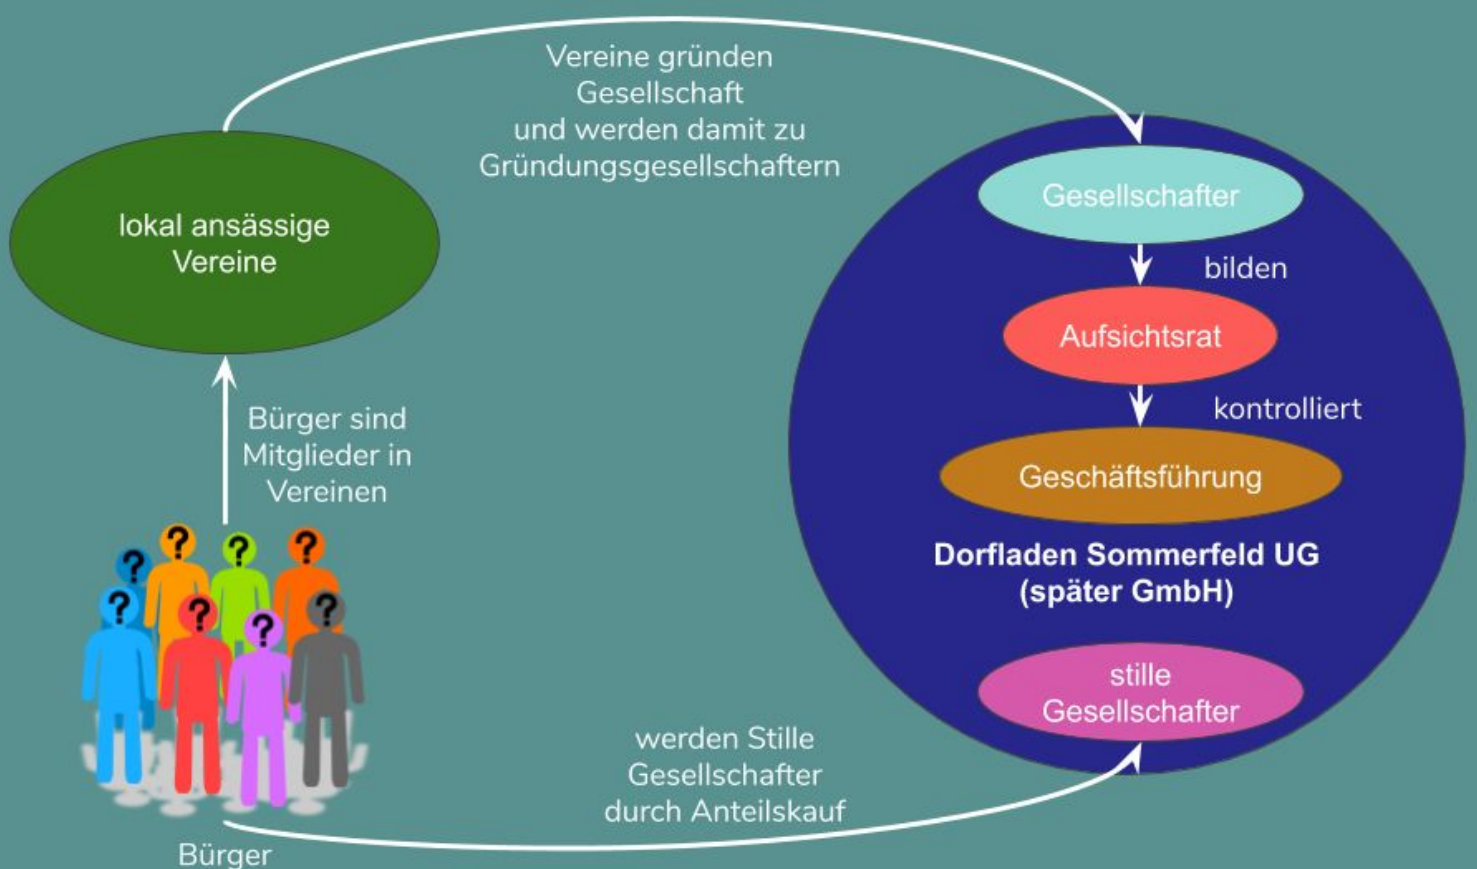 Vereine gründen
Gesellschaft
und werden damit zu
Gründungsgesellschaftern
lokal ansässige
Vereine
Gesellschafter
bilden
Aufsichtsrat
kontrolliert
Geschäftsführung
Dorfladen Sommerfeld UG
(später GmbH)
stille
Gesellschafter
Bürger sind
Mitglieder in
Vereinen
? ? ? ?
? ? ? ?
werden Stille
Gesellschafter
durch Anteilskauf
Bürger